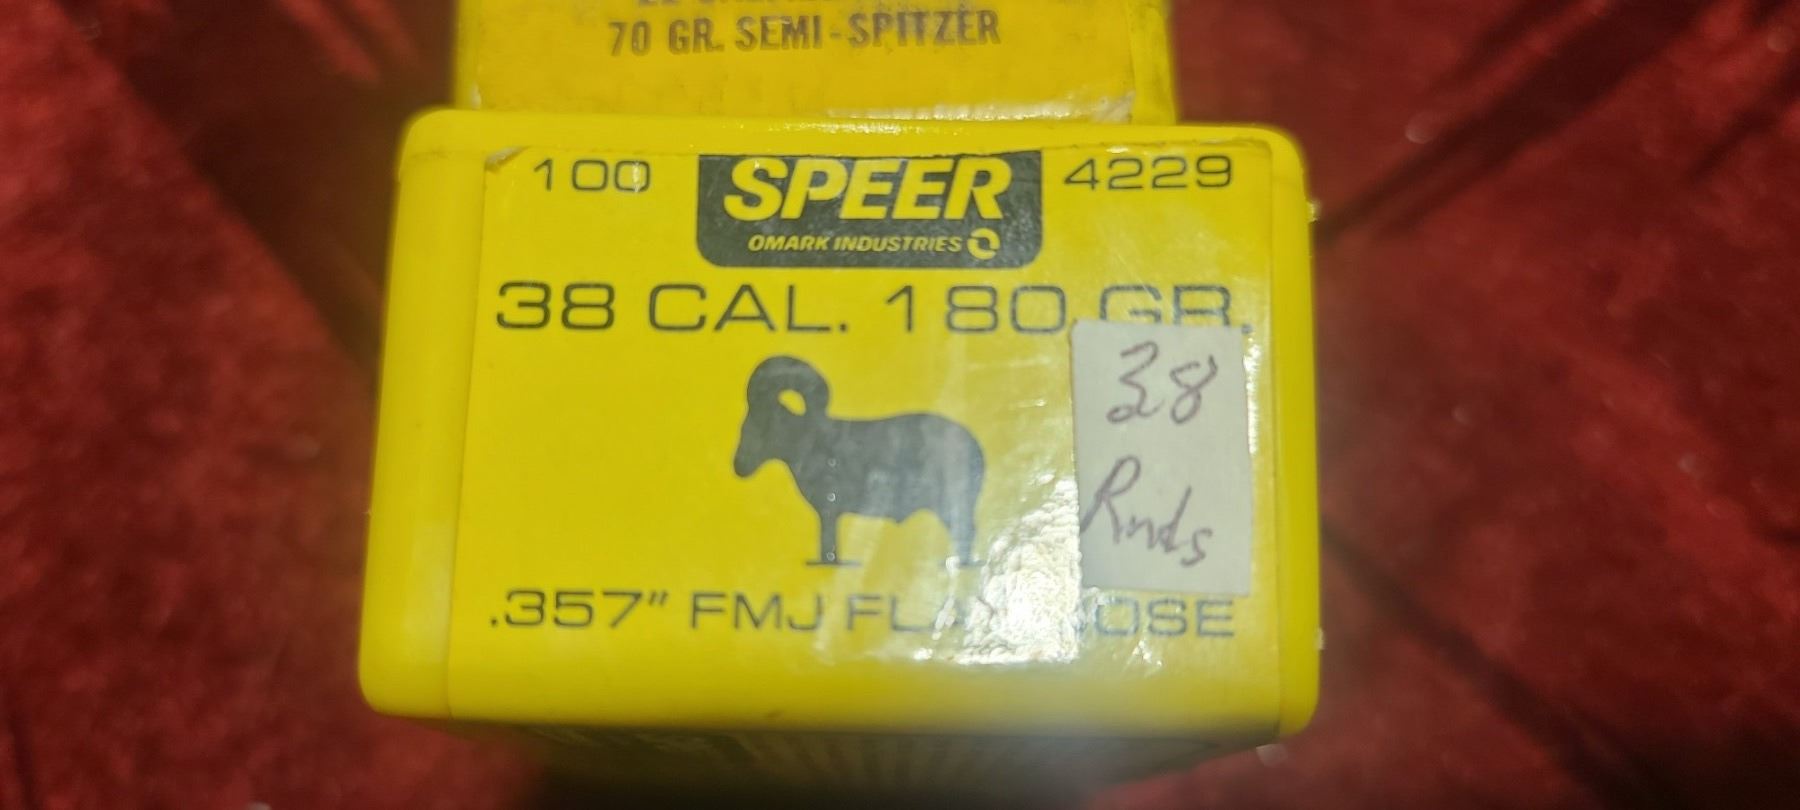 70 GR. SEMI-SPITZER
100 SPEER 4229
OMARK INDUSTRIES
38 CAL. 180 GR.
38
Rnds
.357" FMJ